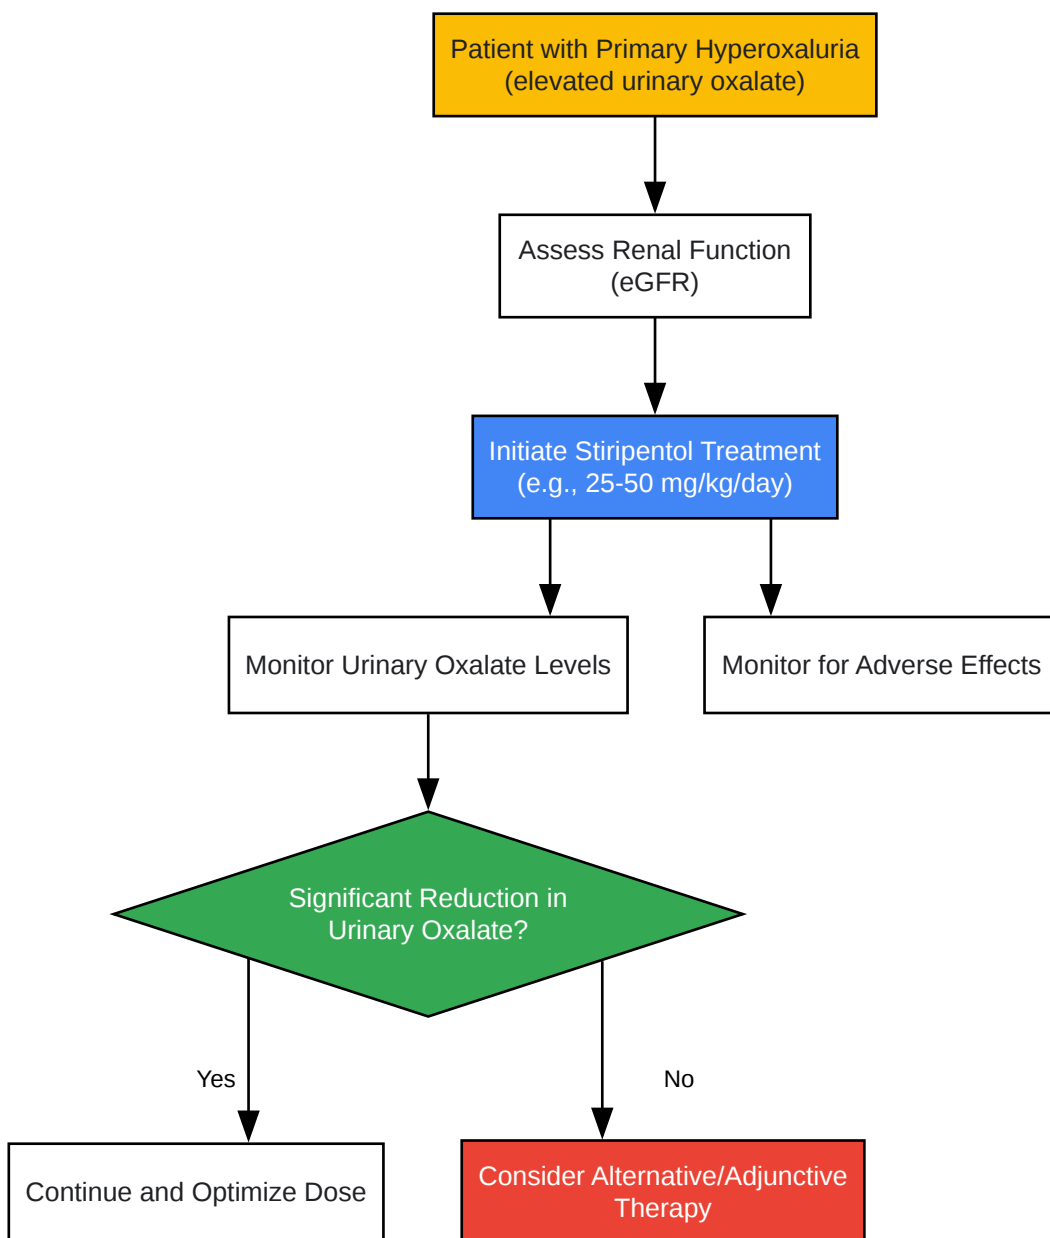 Patient with Primary Hyperoxaluria
(elevated urinary oxalate)
Assess Renal Function
(eGFR)
Initiate Stiripentol Treatment
(e.g., 25-50 mg/kg/day)
Monitor Urinary Oxalate Levels
Monitor for Adverse Effects
Significant Reduction in
Urinary Oxalate?
Yes
No
Continue and Optimize Dose
Consider Alternative/Adjunctive
Therapy